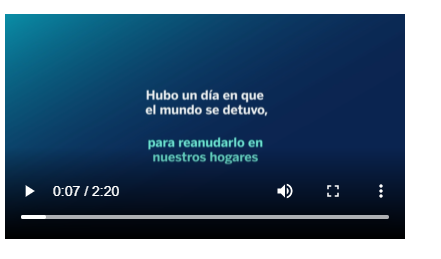 Hubo un día en que
el mundo se detuvo,
para reanudarlo en
nuestros hogares
0:07 / 2:20